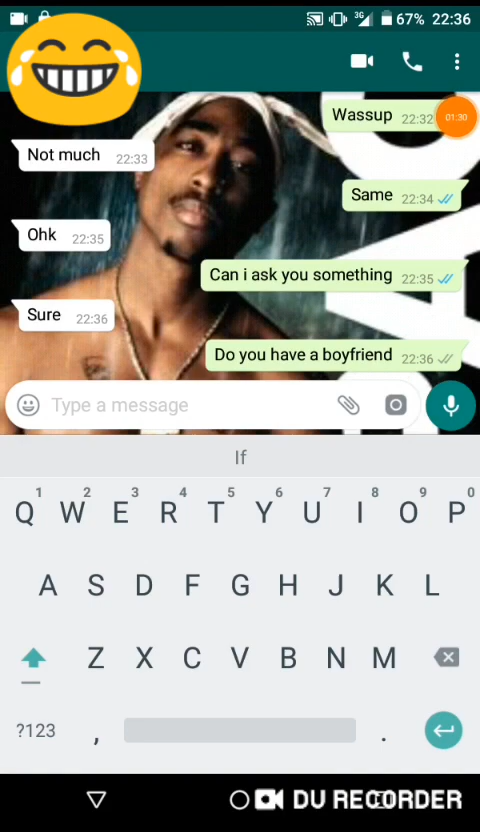 3G 67% 22:36
Wassup 22:32
01:30
Not much 22:33
Same 22:34
Ohk 22:35
Can i ask you something 22:35
Sure 22:36
Do you have a boyfriend 22:36
Type a message
If
1 2 3 4 5 6 7 8 9 0
Q W E R T Y U I O P
A S D F G H J K L
Z X C V B N M
?123 , .
DU RECORDER